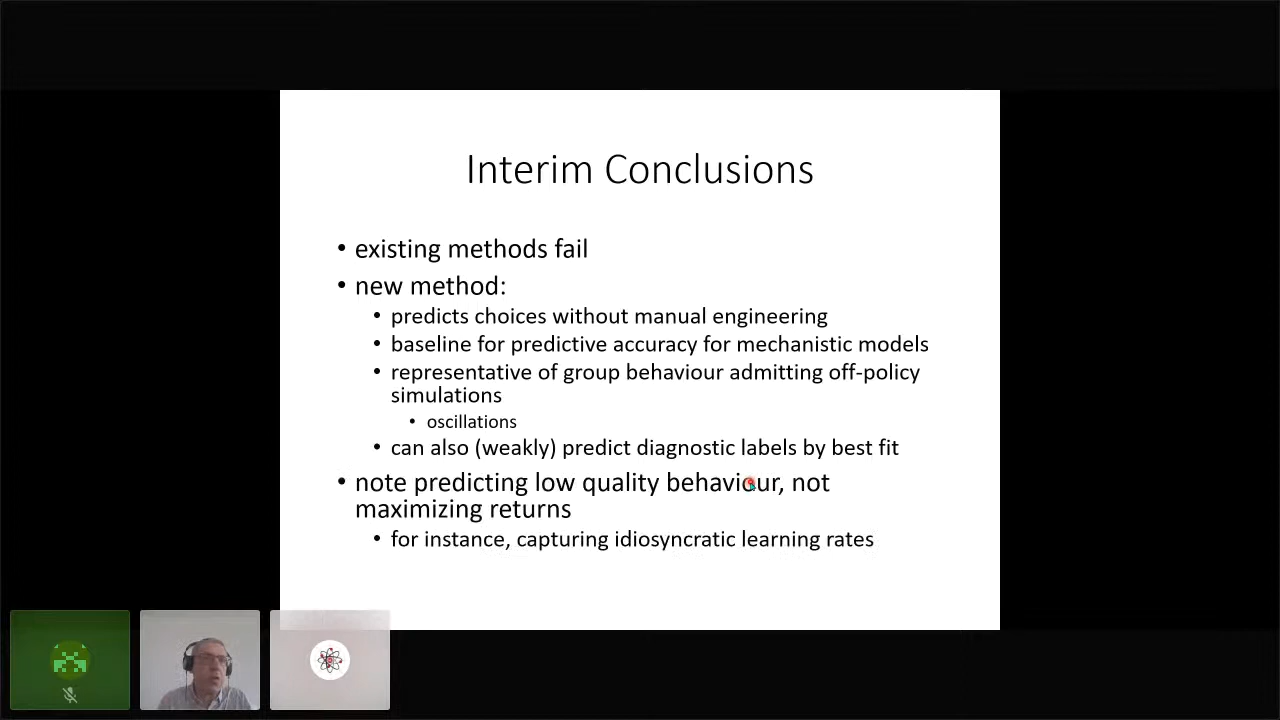 Interim Conclusions
• existing methods fail
• new method:
• predicts choices without manual engineering
• baseline for predictive accuracy for mechanistic models
• representative of group behaviour admitting off-policy
simulations
• oscillations
• can also (weakly) predict diagnostic labels by best fit
• note predicting low quality behaviour, not
maximizing returns
• for instance, capturing idiosyncratic learning rates